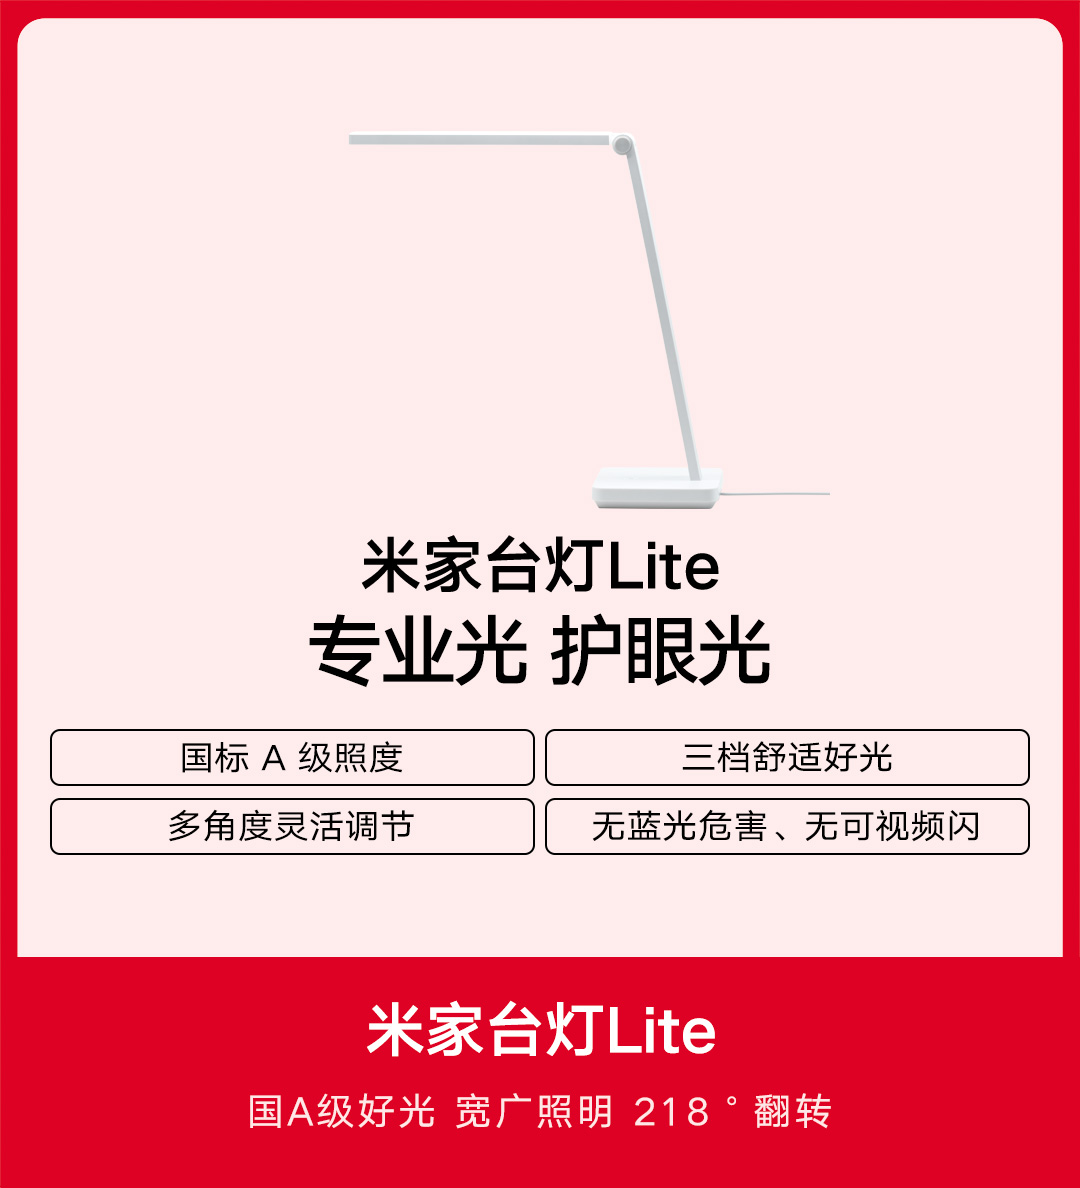 米家台灯Lite
专业光 护眼光
国标 A 级照度
三档舒适好光
多角度灵活调节
无蓝光危害、无可视频闪
米家台灯Lite
国A级好光 宽广照明 218°翻转